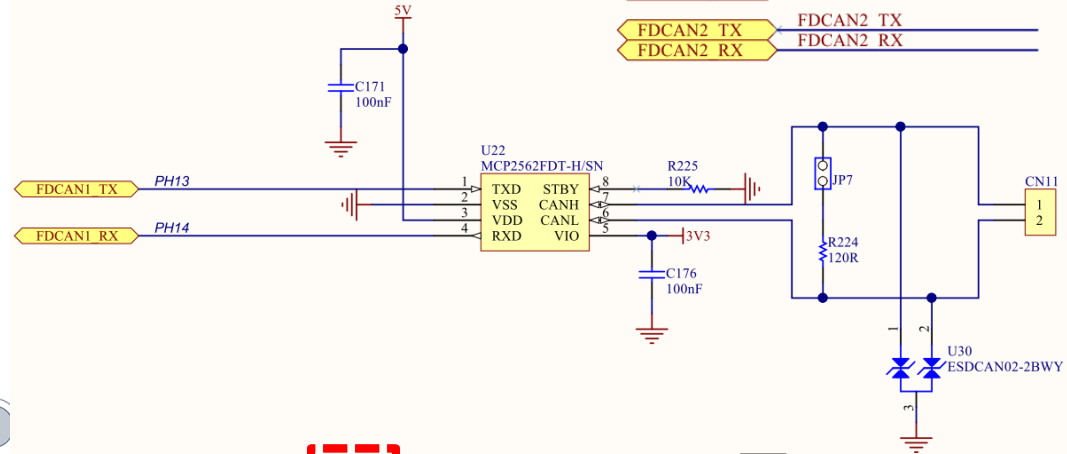 5V
FDCAN2_TX
FDCAN2_TX
FDCAN2_RX
FDCAN2_RX
C171
100nF
U22
MCP2562FDT-H/SN
FDCAN1_TX
PH13
1
TXD
STBY
8
R225
10K
2
VSS
CANH
7
3
VDD
CANL
6
FDCAN1_RX
PH14
4
RXD
VIO
5
3V3
C176
100nF
JP7
R224
120R
CN11
1
2
1
2
U30
ESDCAN02-2BWY
3